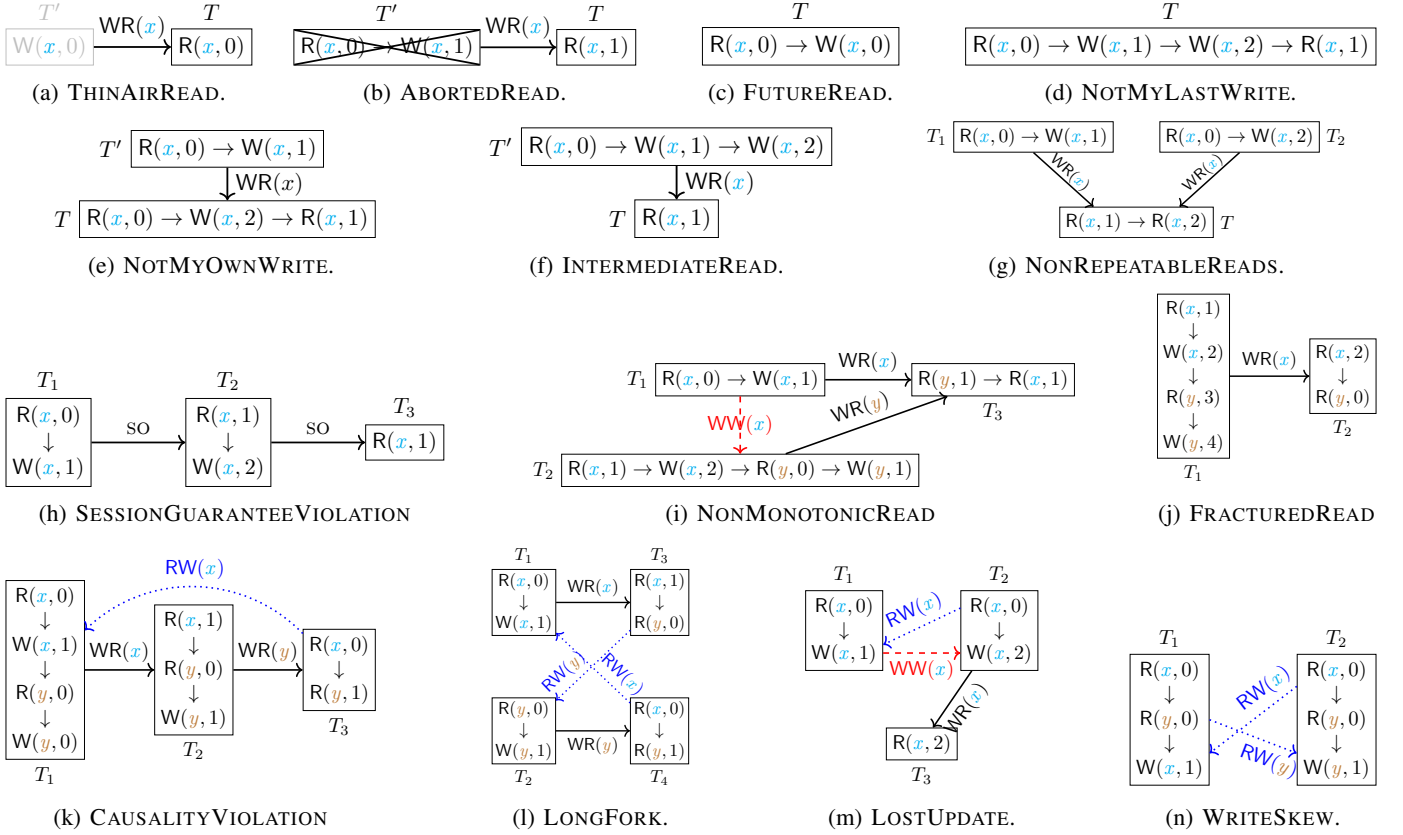 T′ T T′ T T T
W(x, 0) WR(x) R(x, 0) R(x, 0) → W(x, 1) WR(x) R(x, 1) R(x, 0) → W(x, 0) R(x, 0) → W(x, 1) → W(x, 2) → R(x, 1)
(a) THINAIRREAD. (b) ABORTEDREAD. (c) FUTUREREAD. (d) NOTMYLASTWRITE.
T′ R(x, 0) → W(x, 1)
WR(x)
T R(x, 0) → W(x, 2) → R(x, 1)
(e) NOTMYOWNWRITE.
T′ R(x, 0) → W(x, 1) → W(x, 2)
WR(x)
T R(x, 1)
(f) INTERMEDIATEREAD.
T1 R(x, 0) → W(x, 1) R(x, 0) → W(x, 2) T2
WR(x) WR(x)
R(x, 1) → R(x, 2) T
(g) NONREPEATABLEREADS.
T1 T2 T3
R(x, 0)
↓
W(x, 1)
SO
R(x, 1)
↓
W(x, 2)
SO
R(x, 1)
(h) SESSIONGUARANTEEVIOLATION
T1 R(x, 0) → W(x, 1) WR(x) R(y, 1) → R(x, 1)
T3
WW(x) WR(y)
T2 R(x, 1) → W(x, 2) → R(y, 0) → W(y, 1)
(i) NONMONOTONICREAD
R(x, 1)
↓
W(x, 2)
↓
R(y, 3)
↓
W(y, 4)
T1
WR(x)
R(x, 2)
↓
R(y, 0)
T2
(j) FRACTUREDREAD
RW(x)
R(x, 0)
↓
W(x, 1)
↓
R(y, 0)
↓
W(y, 0)
T1
WR(x)
R(x, 1)
↓
R(y, 0)
↓
W(y, 1)
T2
WR(y)
R(x, 0)
↓
R(y, 1)
T3
(k) CAUSALITYVIOLATION
T1 T3
R(x, 0)
↓
W(x, 1)
WR(x)
R(x, 1)
↓
R(y, 0)
RW(y) RW(x)
R(y, 0)
↓
W(y, 1)
T2
WR(y)
R(x, 0)
↓
R(y, 1)
T4
(l) LONGFORK.
T1 T2
R(x, 0)
↓
W(x, 1)
RW(x)
WW(x)
R(x, 0)
↓
W(x, 2)
WR(x)
R(x, 2)
T3
(m) LOSTUPDATE.
T1 T2
R(x, 0)
↓
R(y, 0)
↓
W(x, 1)
RW(x)
RW(y)
R(x, 0)
↓
R(y, 0)
↓
W(y, 1)
(n) WRITESKEW.